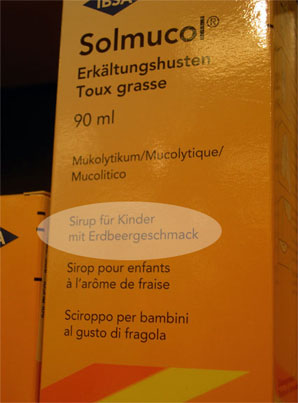 IBSA
Solmucol®
Erkältungshusten
Toux grasse
90 ml
Mukolytikum/Mucolytique/
Mucolitico
Sirup für Kinder
mit Erdbeergeschmack
Sirop pour enfants
à l'arôme de fraise
Sciroppo per bambini
al gusto di fragola